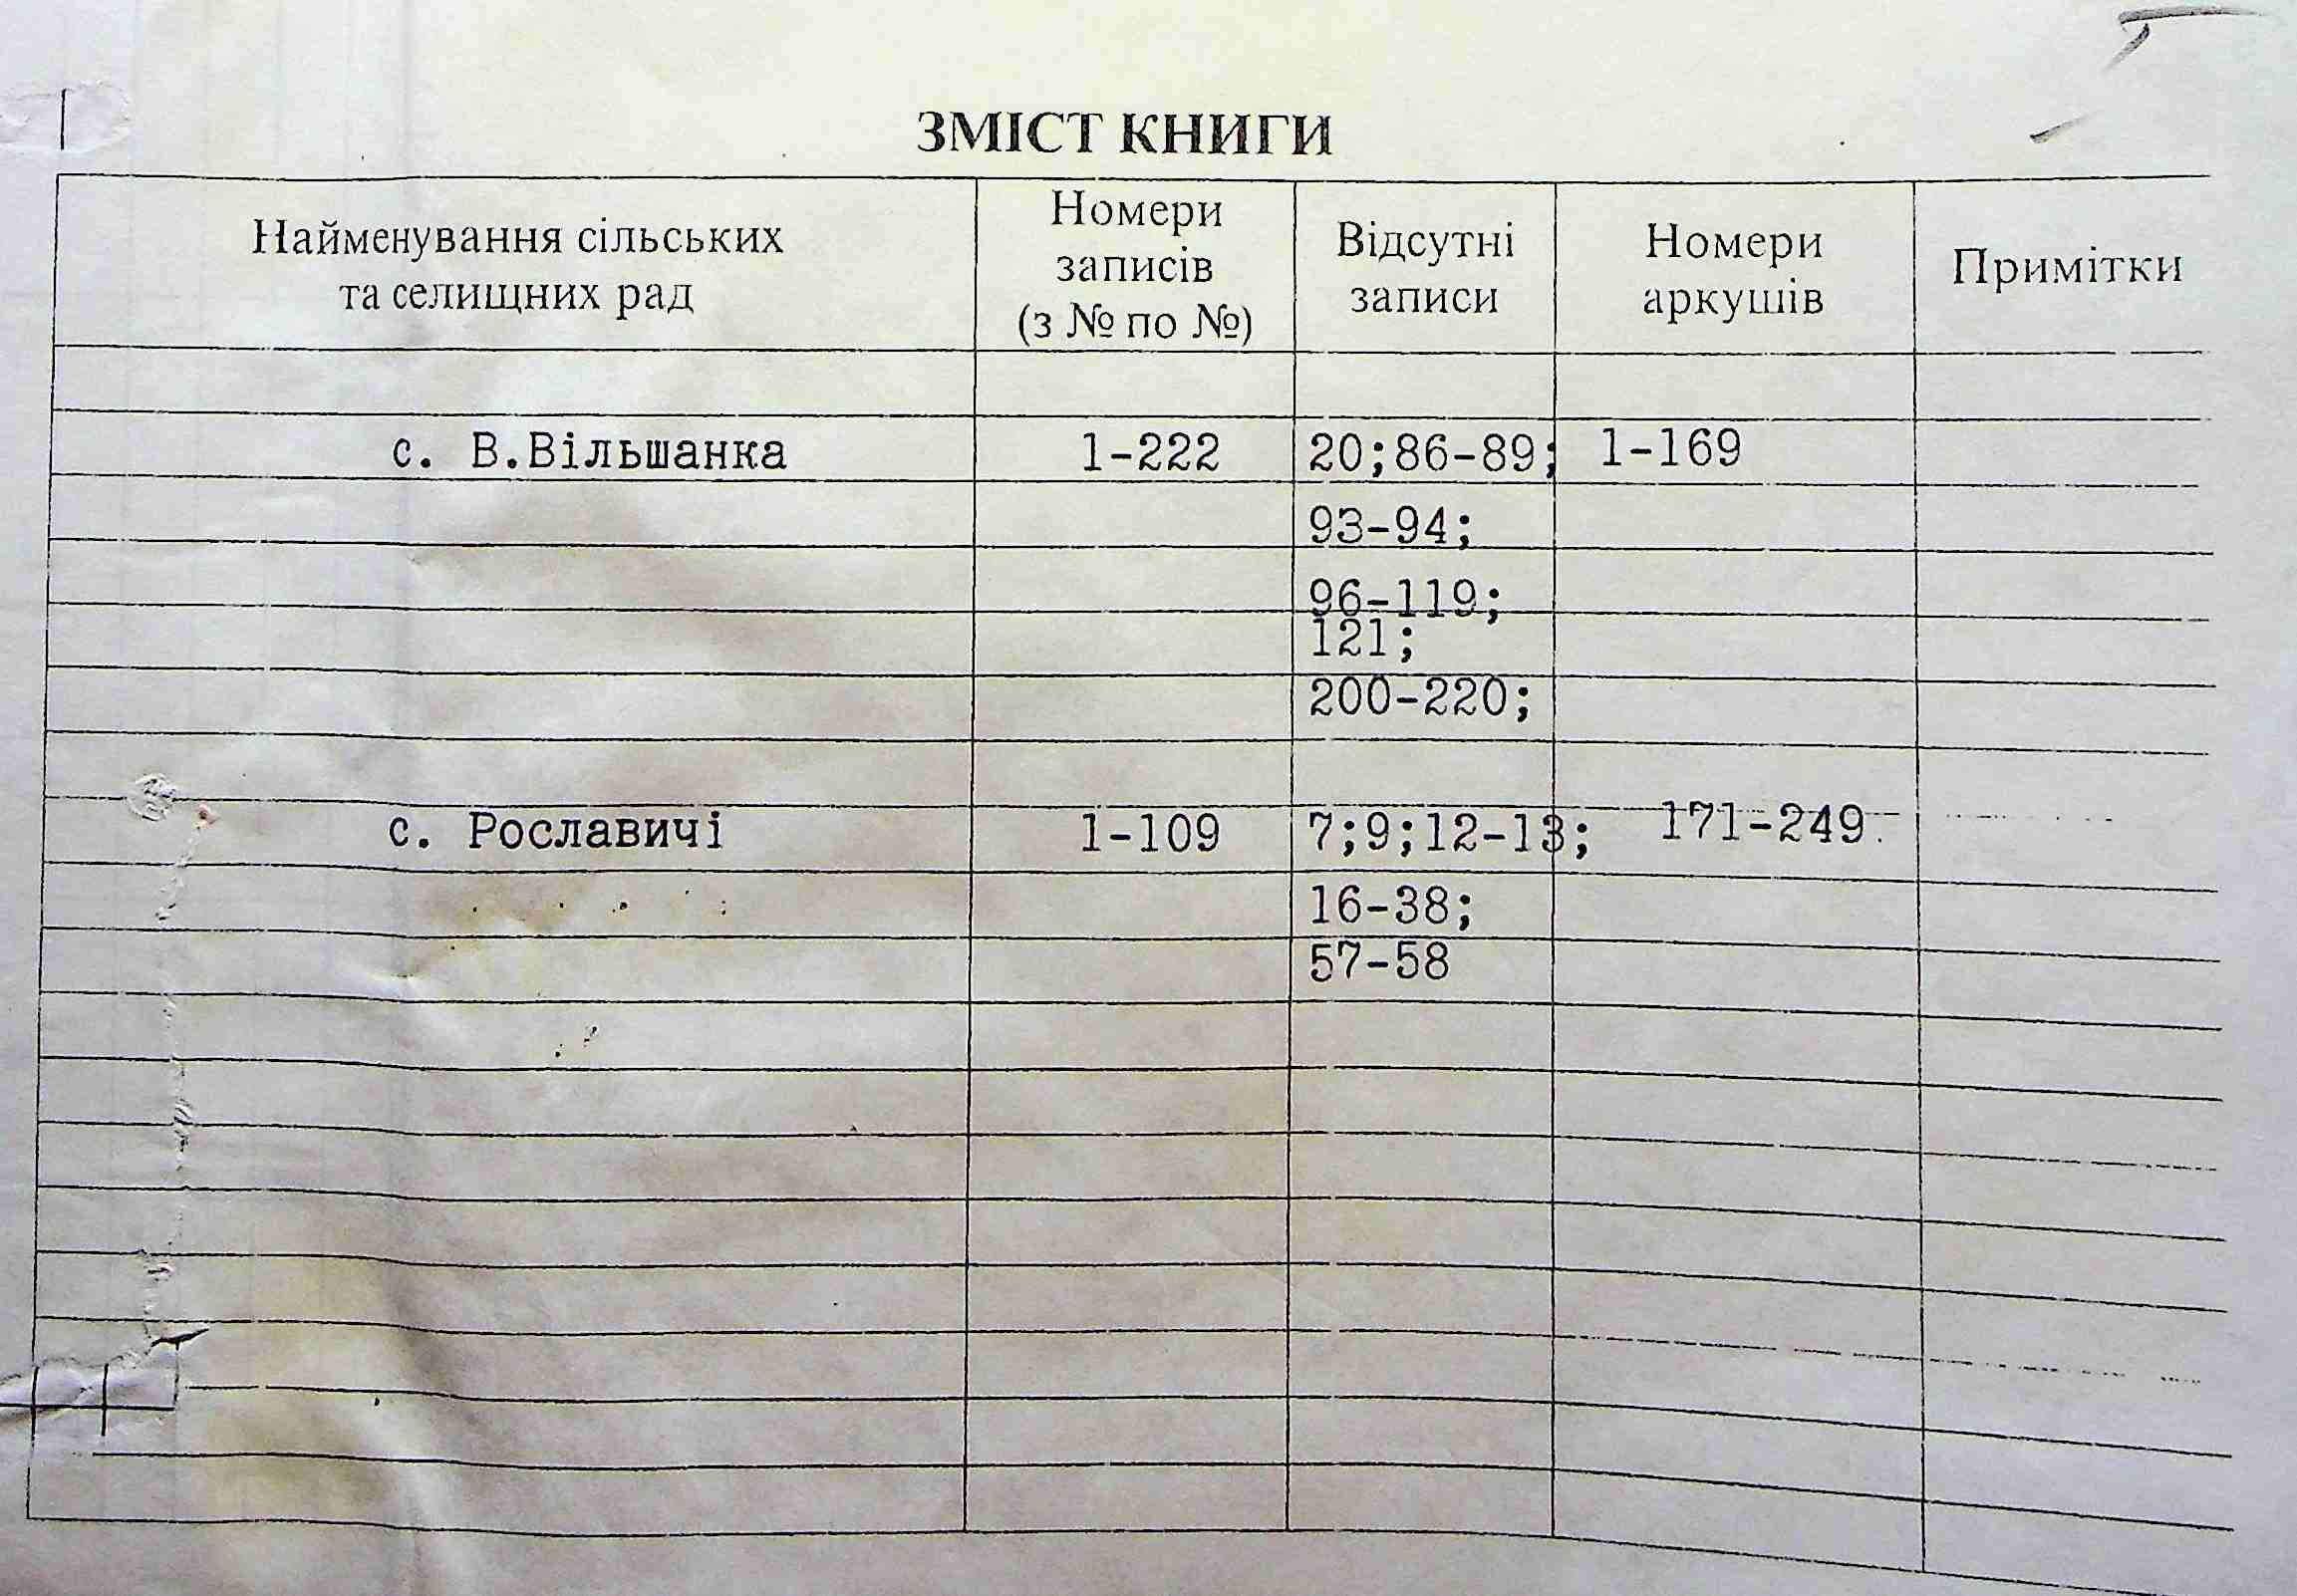 ЗМІСТ КНИГИ
Найменування сільських
та селищних рад
Номери
записів
(з № по №)
Відсутні
записи
Номери
аркушів
Примітки
с. В.Вільшанка 1-222 20;86-89; 1-169
93-94;
96-119;
121;
200-220;
с. Рославичі 1-109 7;9;12-13; 171-249.
16-38;
57-58